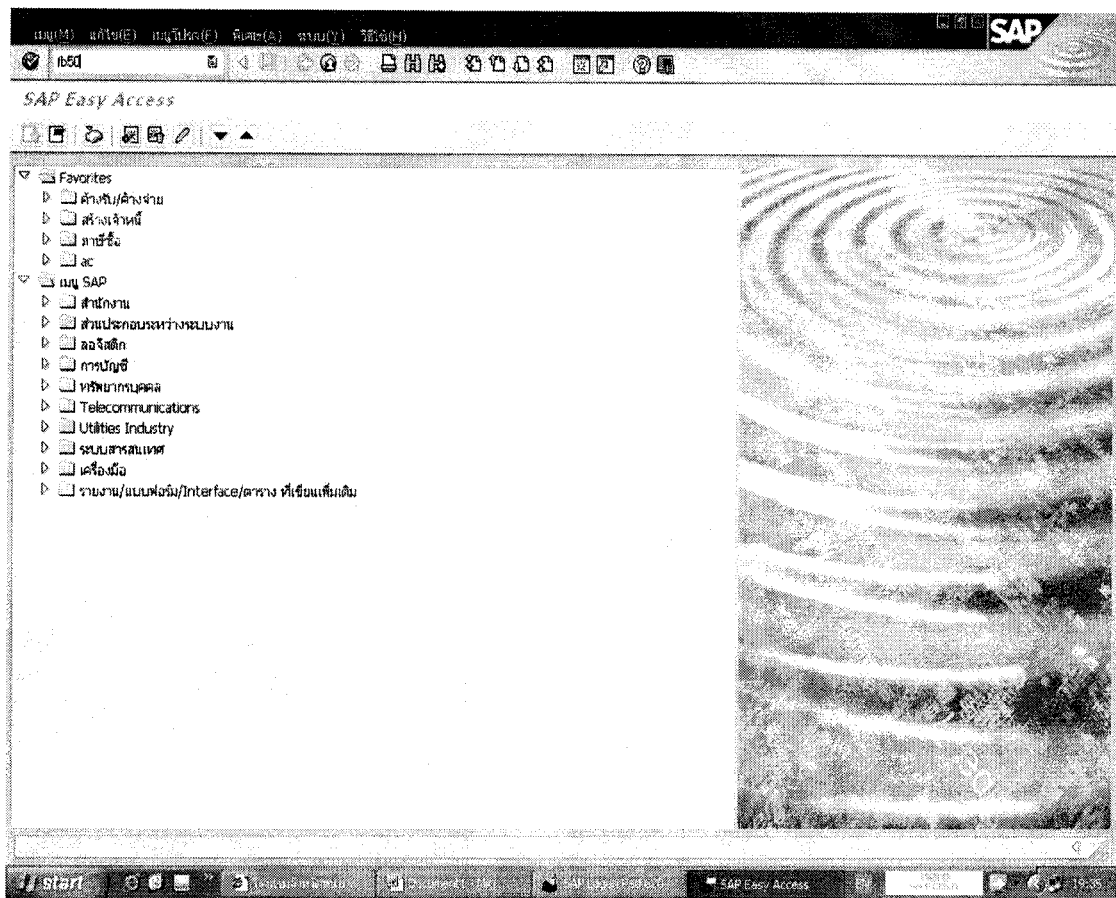 เมนู(M) แก้ไข(E) เมนูโปรด(F) พิเศษ(A) ระบบ(Y) วิธีใช้(H)
SAP
SAP Easy Access
Favorites
ค้างรับ/ค้างจ่าย
สร้างเจ้าหนี้
ภาษีซื้อ
ac
เมนู SAP
สำนักงาน
ส่วนประกอบระหว่างระบบงาน
ลอจิสติก
การบัญชี
ทรัพยากรบุคคล
Telecommunications
Utilities Industry
ระบบสารสนเทศ
เครื่องมือ
รายงาน/แบบฟอร์ม/Interface/ตาราง ที่เขียนเพิ่มเติม
start
SAP Easy Access